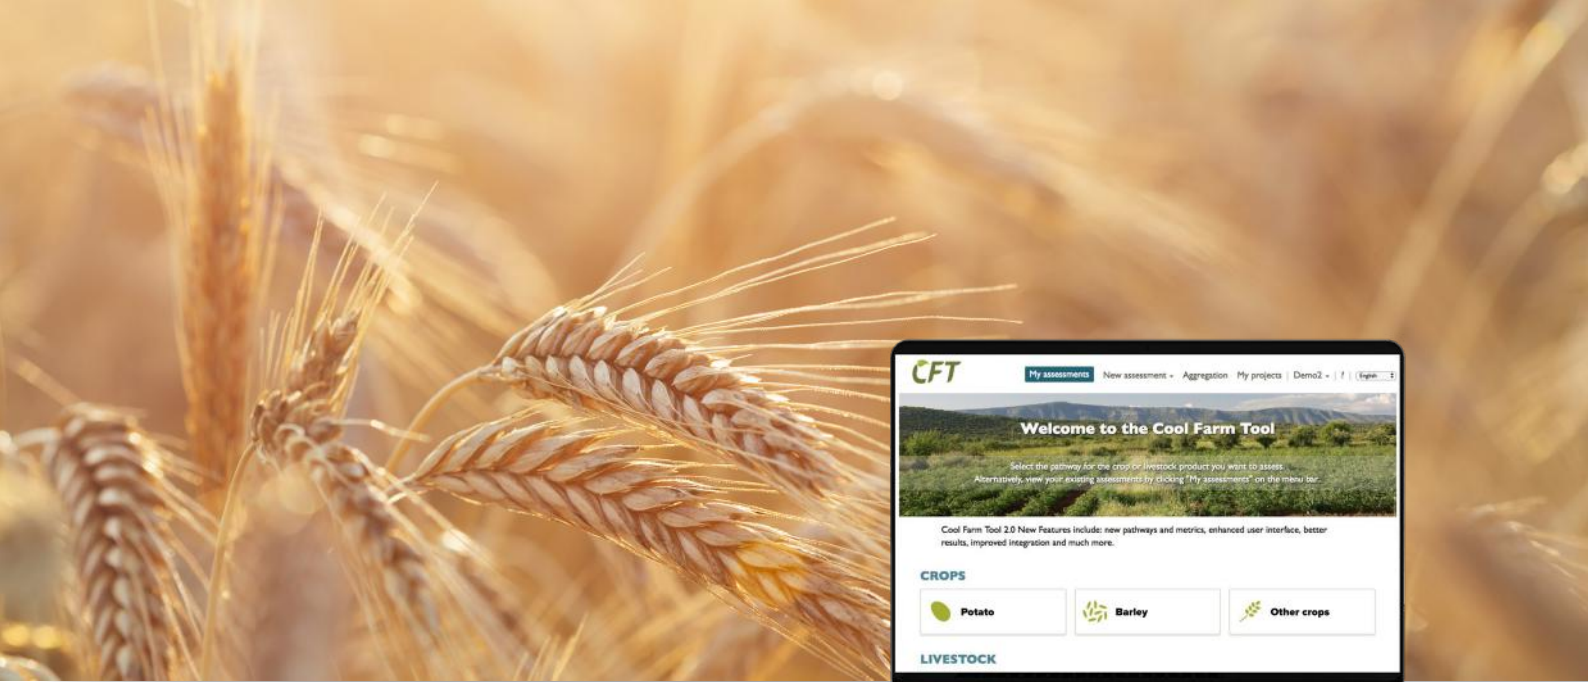 CFT
My assessments New assessment Aggregation My projects | Demo2 | ? | English
Welcome to the Cool Farm Tool
Select the pathway for the crop or livestock product you want to assess.
Alternatively, view your existing assessments by clicking "My assessments" on the menu bar.
Cool Farm Tool 2.0 New Features include: new pathways and metrics, enhanced user interface, better
results, improved integration and much more.
CROPS
Potato
Barley
Other crops
LIVESTOCK